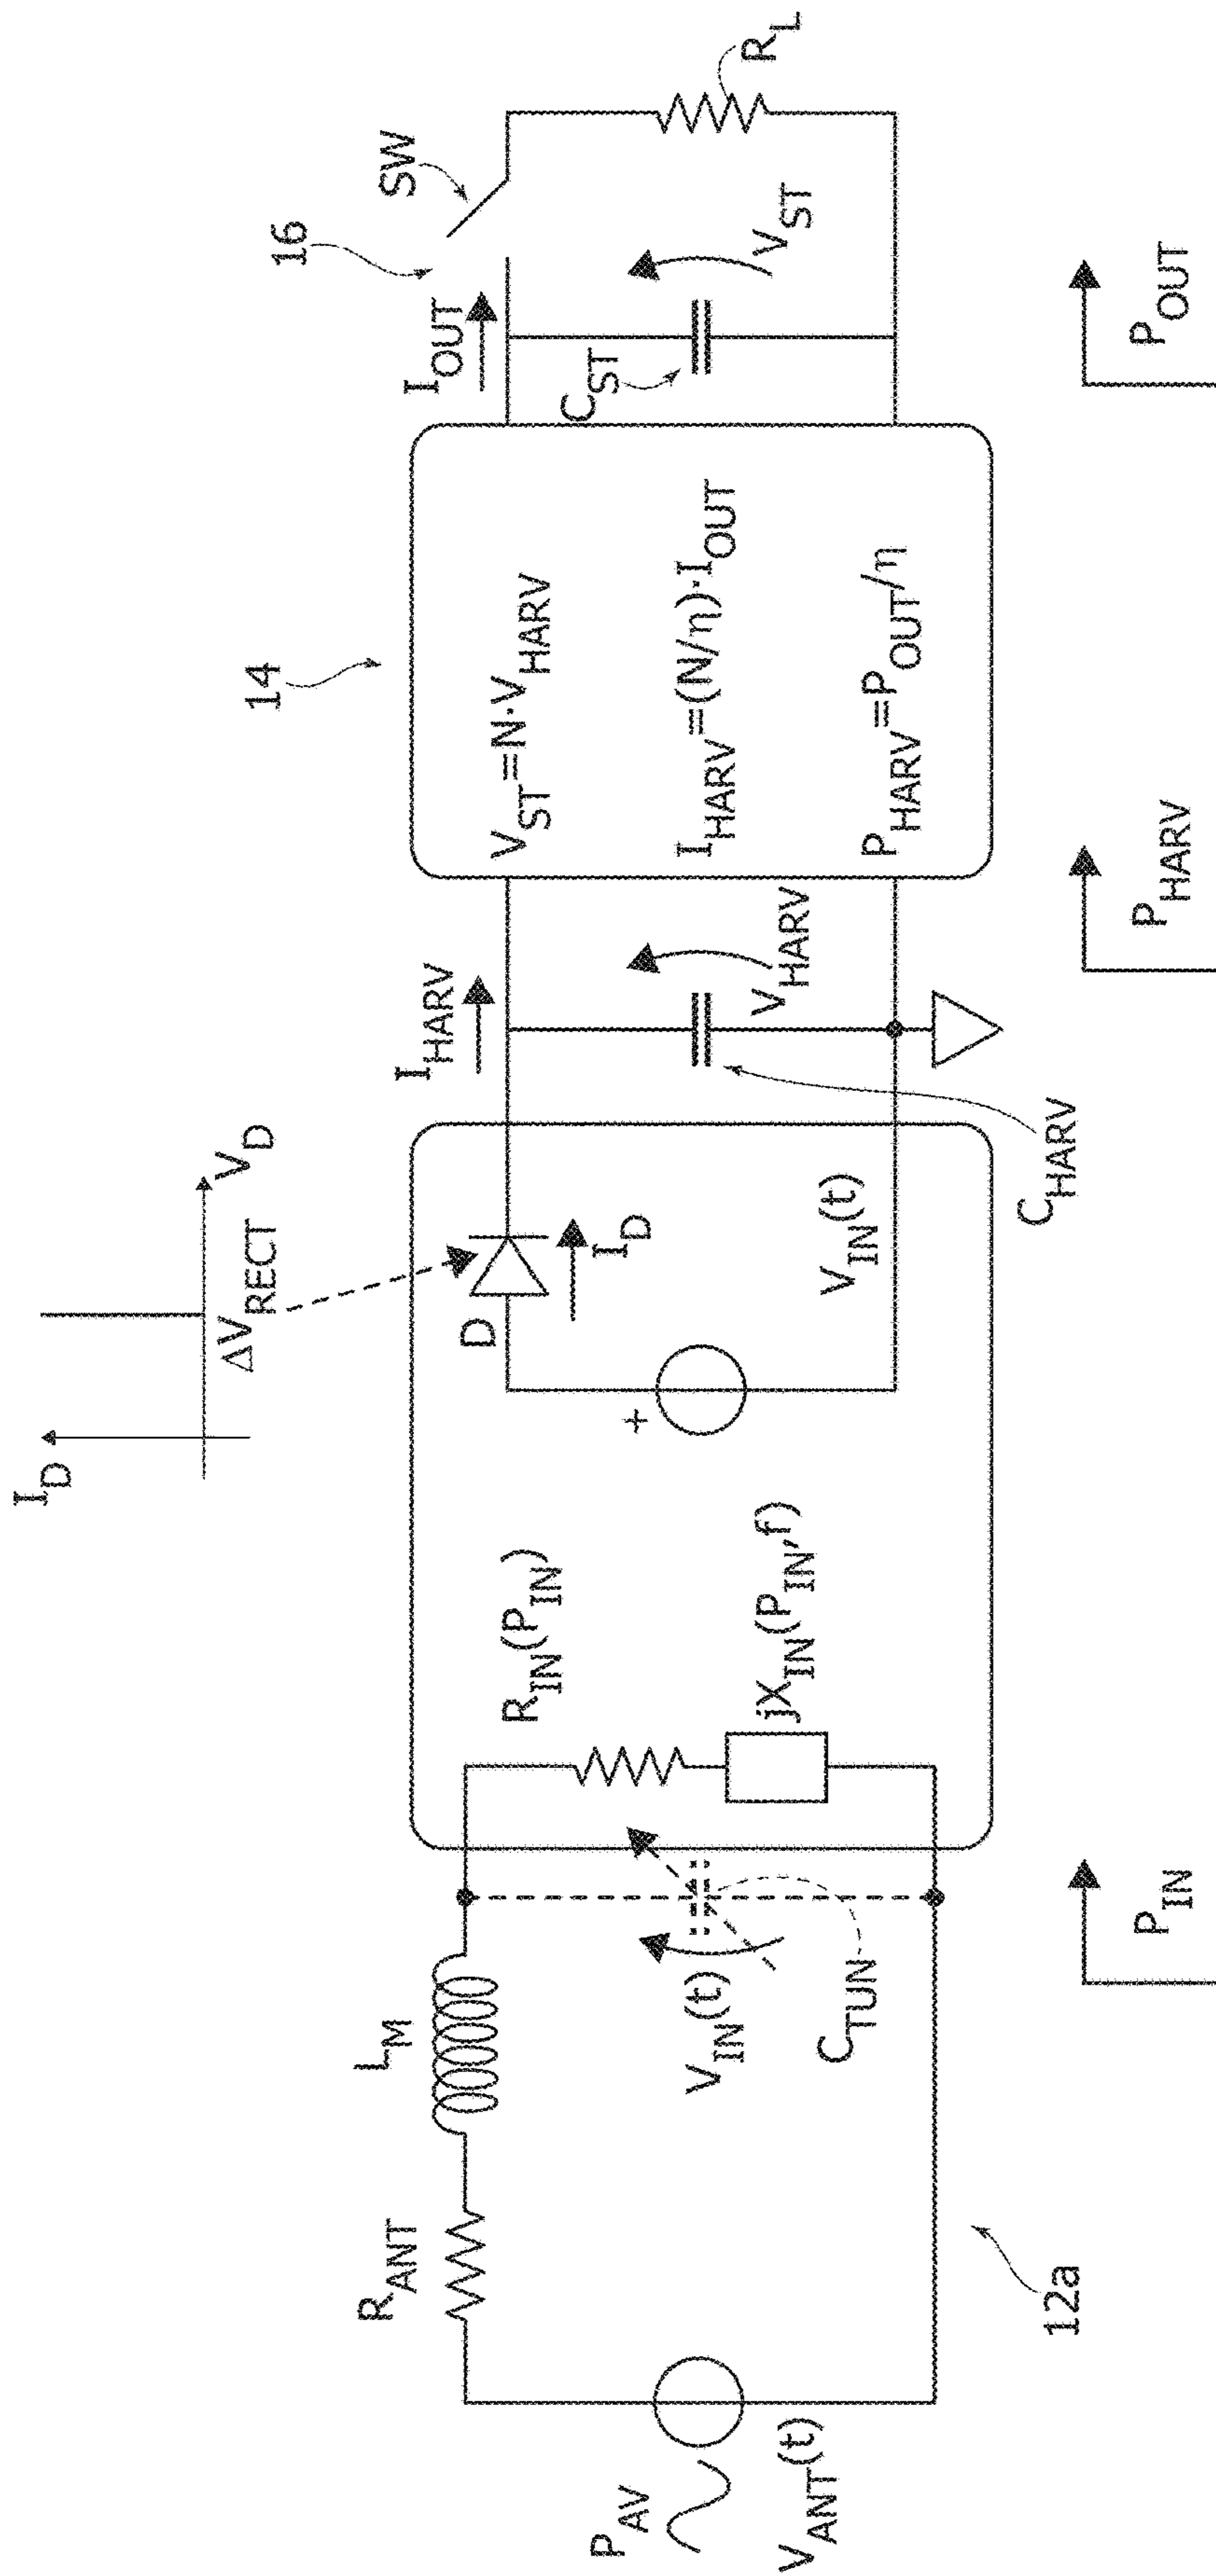 P_AV
V_ANT(t)
R_ANT
L_M
V_IN(t)
C_TUN
12a
P_IN
R_IN(P_IN)
jX_IN(P_IN,f)
I_D
ΔV_RECT
V_D
D
+
I_D
V_IN(t)
I_HARV
V_HARV
C_HARV
P_HARV
14
V_ST=N·V_HARV
I_HARV=(N/η)·I_OUT
P_HARV=P_OUT/η
I_OUT
16
SW
C_ST
V_ST
R_L
P_OUT